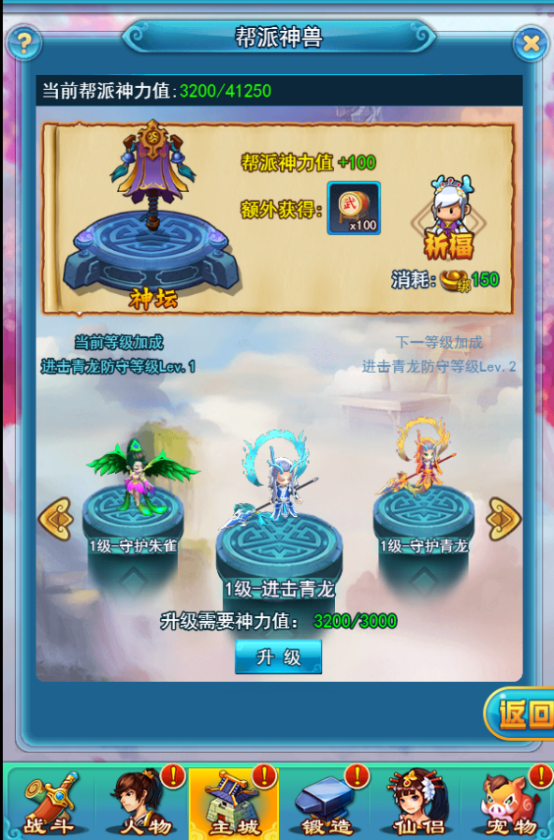 ?
帮派神兽
当前帮派神力值:3200/41250
帮派神力值 +100
额外获得:
武
x100
神坛
祈福
消耗: 绑 150
当前等级加成
进击青龙防守等级Lev.1
下一等级加成
进击青龙防守等级Lev.2
1级-守护朱雀
1级-进击青龙
1级-守护青龙
升级需要神力值： 3200/3000
升 级
返回
战斗
人物
!
主城
!
锻造
!
仙侣
宠物
!